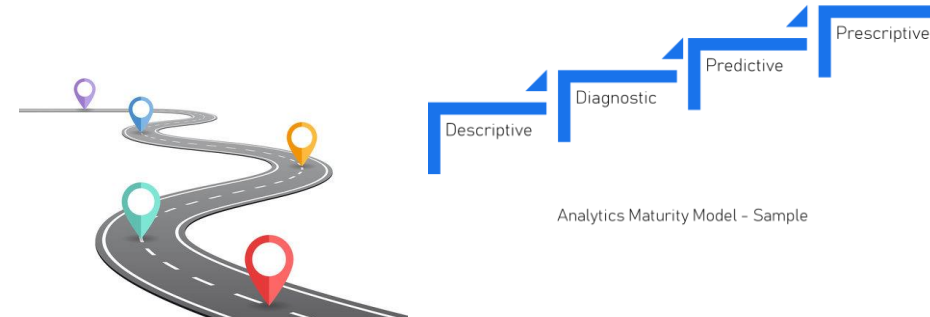 Descriptive
Diagnostic
Predictive
Prescriptive
Analytics Maturity Model - Sample